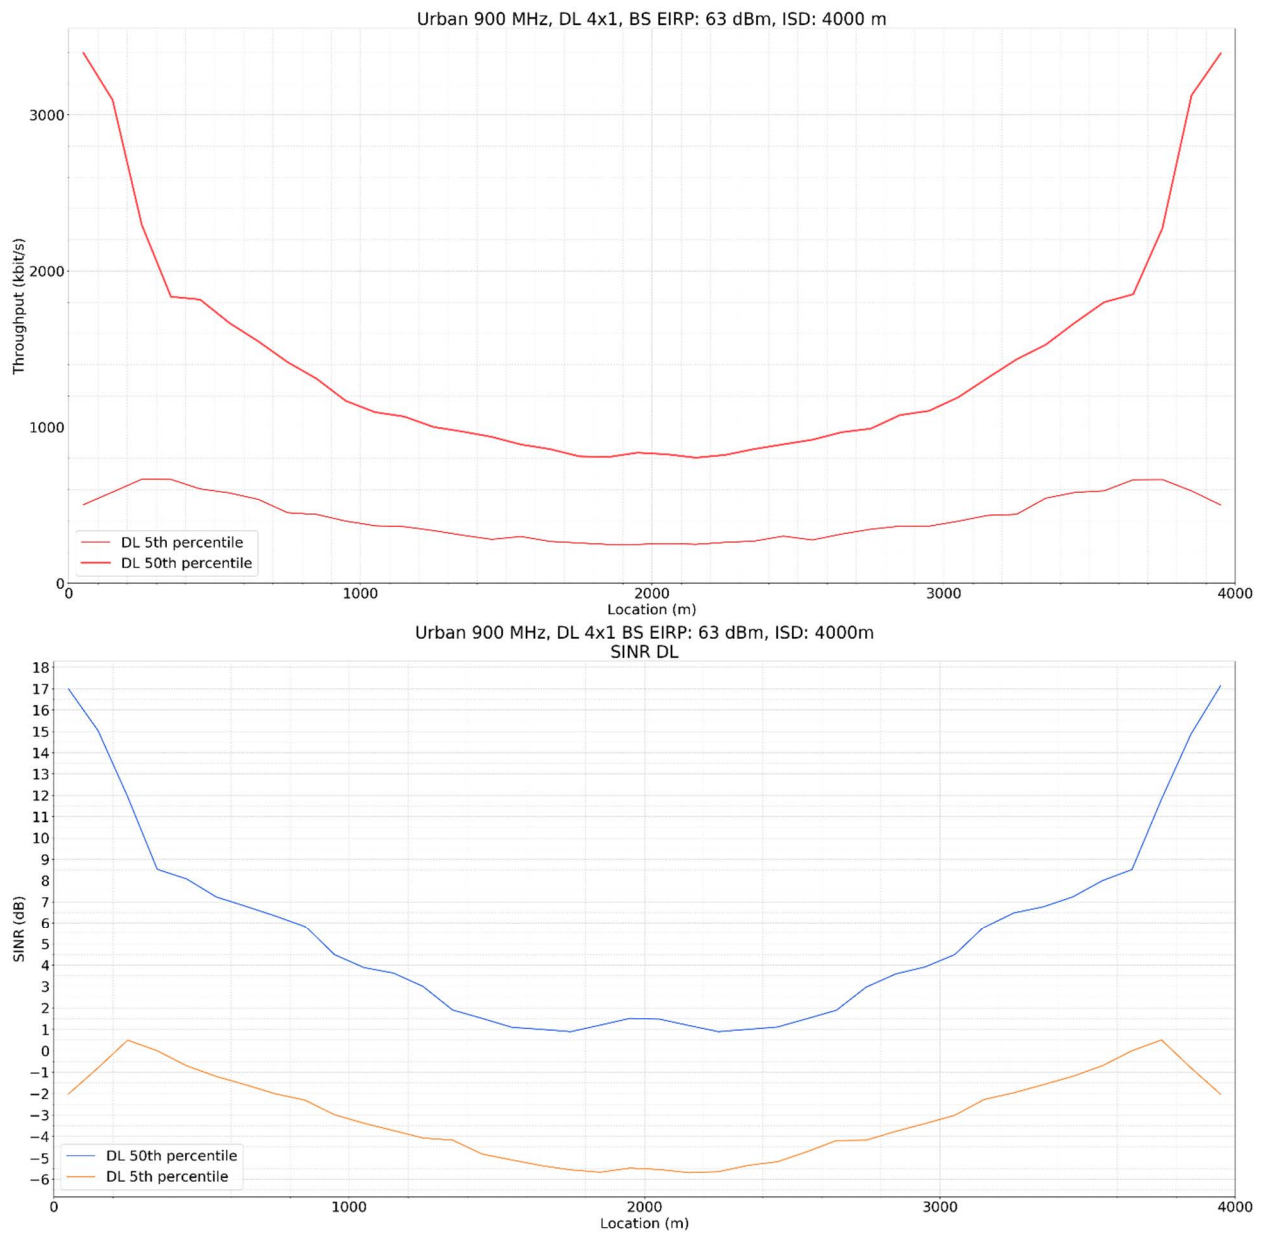 Urban 900 MHz, DL 4x1, BS EIRP: 63 dBm, ISD: 4000 m
3000
2000
1000
0
Throughput (kbit/s)
DL 5th percentile
DL 50th percentile
0 1000 2000 3000 4000
Location (m)
Urban 900 MHz, DL 4x1 BS EIRP: 63 dBm, ISD: 4000m
SINR DL
18
17
16
15
14
13
12
11
10
9
8
7
6
5
4
3
2
1
0
−1
−2
−3
−4
−5
−6
SINR (dB)
DL 50th percentile
DL 5th percentile
0 1000 2000 3000 4000
Location (m)